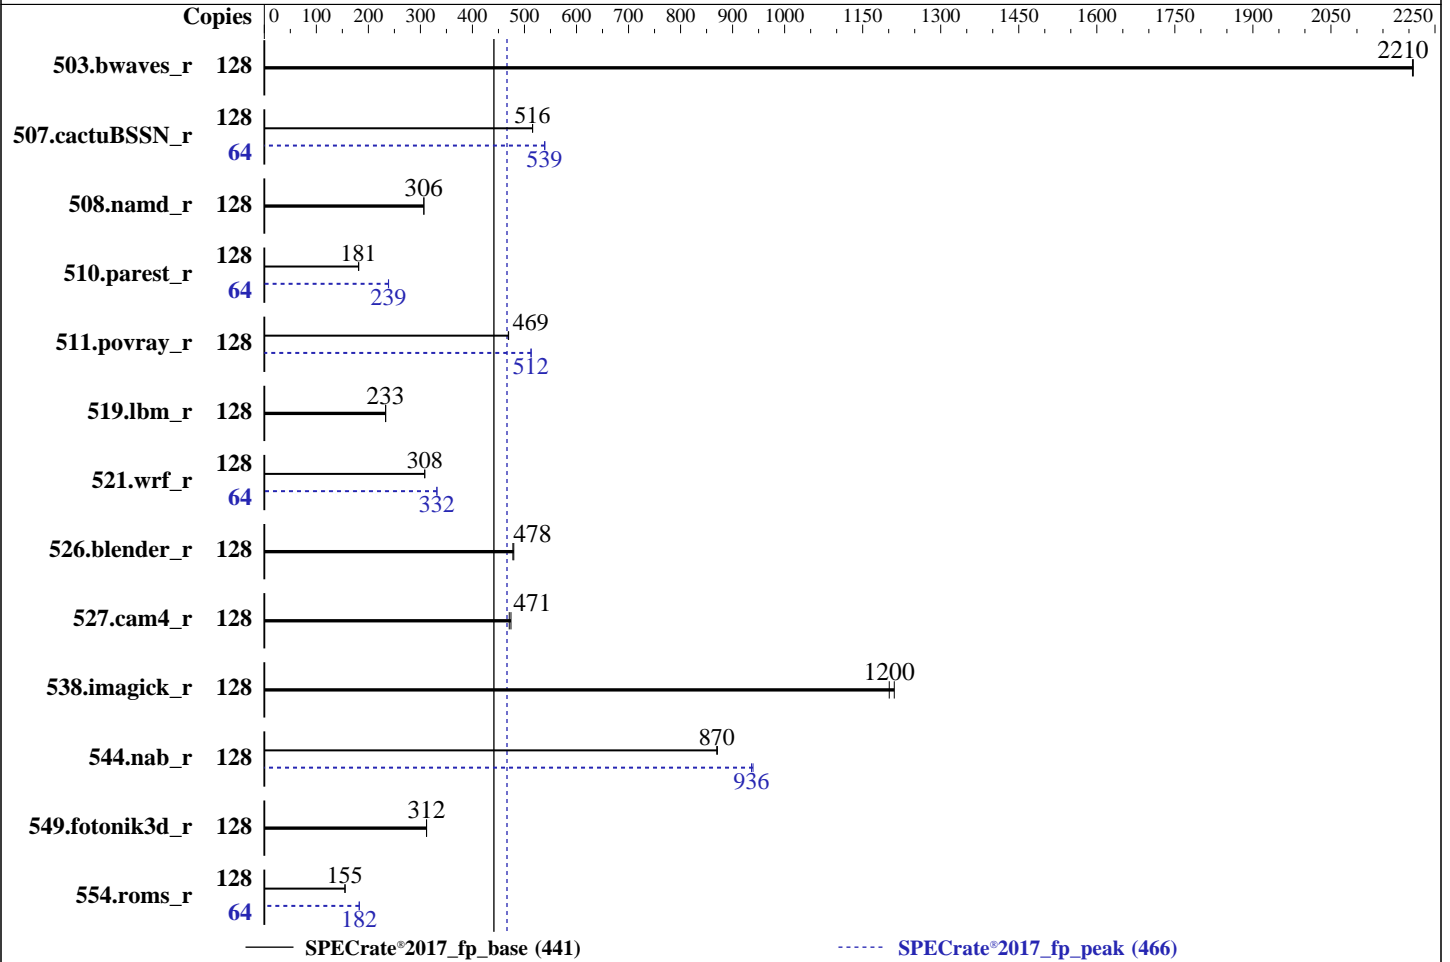 Copies 0 100 200 300 400 500 600 700 800 900 1000 1150 1300 1450 1600 1750 1900 2050 2250
503.bwaves_r 128 2210
507.cactuBSSN_r 128 516
64 539
508.namd_r 128 306
510.parest_r 128 181
64 239
511.povray_r 128 469
512
519.lbm_r 128 233
521.wrf_r 128 308
64 332
526.blender_r 128 478
527.cam4_r 128 471
538.imagick_r 128 1200
544.nab_r 128 870
936
549.fotonik3d_r 128 312
554.roms_r 128 155
64 182
SPECrate®2017_fp_base (441) SPECrate®2017_fp_peak (466)